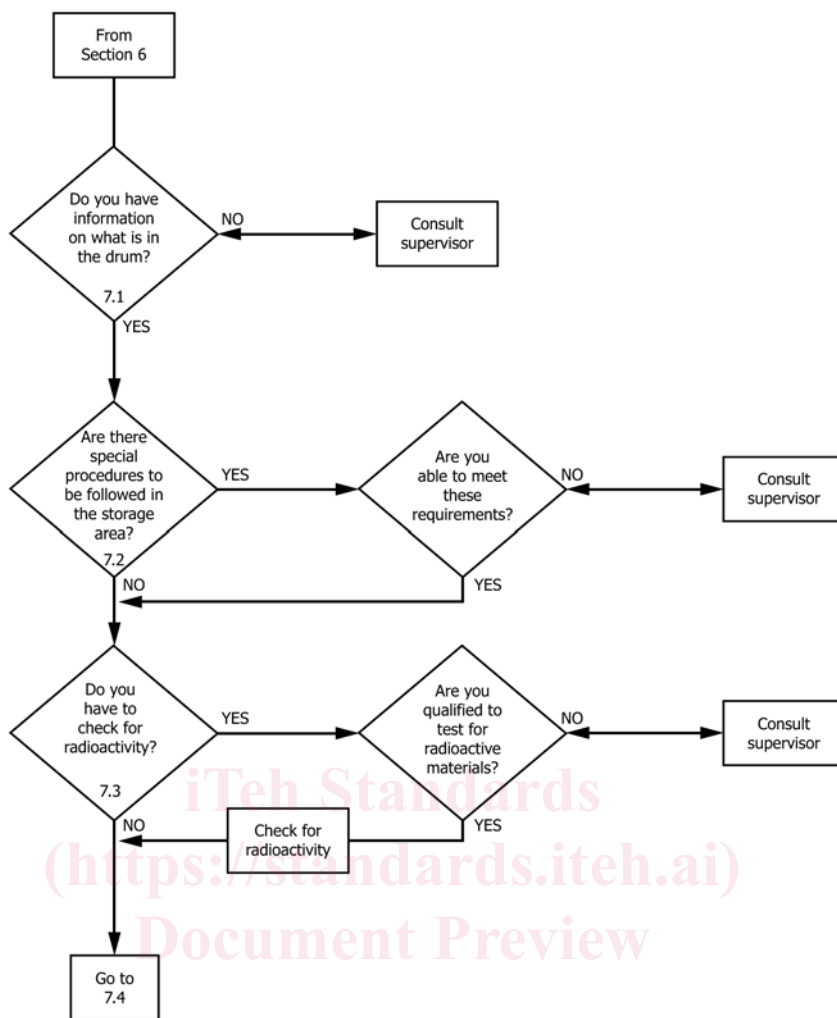 From
Section 6
Do you have
information
on what is in
the drum?
7.1
NO
Consult
supervisor
YES
Are there
special
procedures to
be followed in
the storage
area?
7.2
YES
Are you
able to meet
these
requirements?
NO
Consult
supervisor
NO
YES
Do you
have to
check for
radioactivity?
7.3
YES
Are you
qualified to
test for
radioactive
materials?
NO
Consult
supervisor
NO
Check for
radioactivity
YES
Go to
7.4
iTeh Standards
(https://standards.iteh.ai)
Document Preview